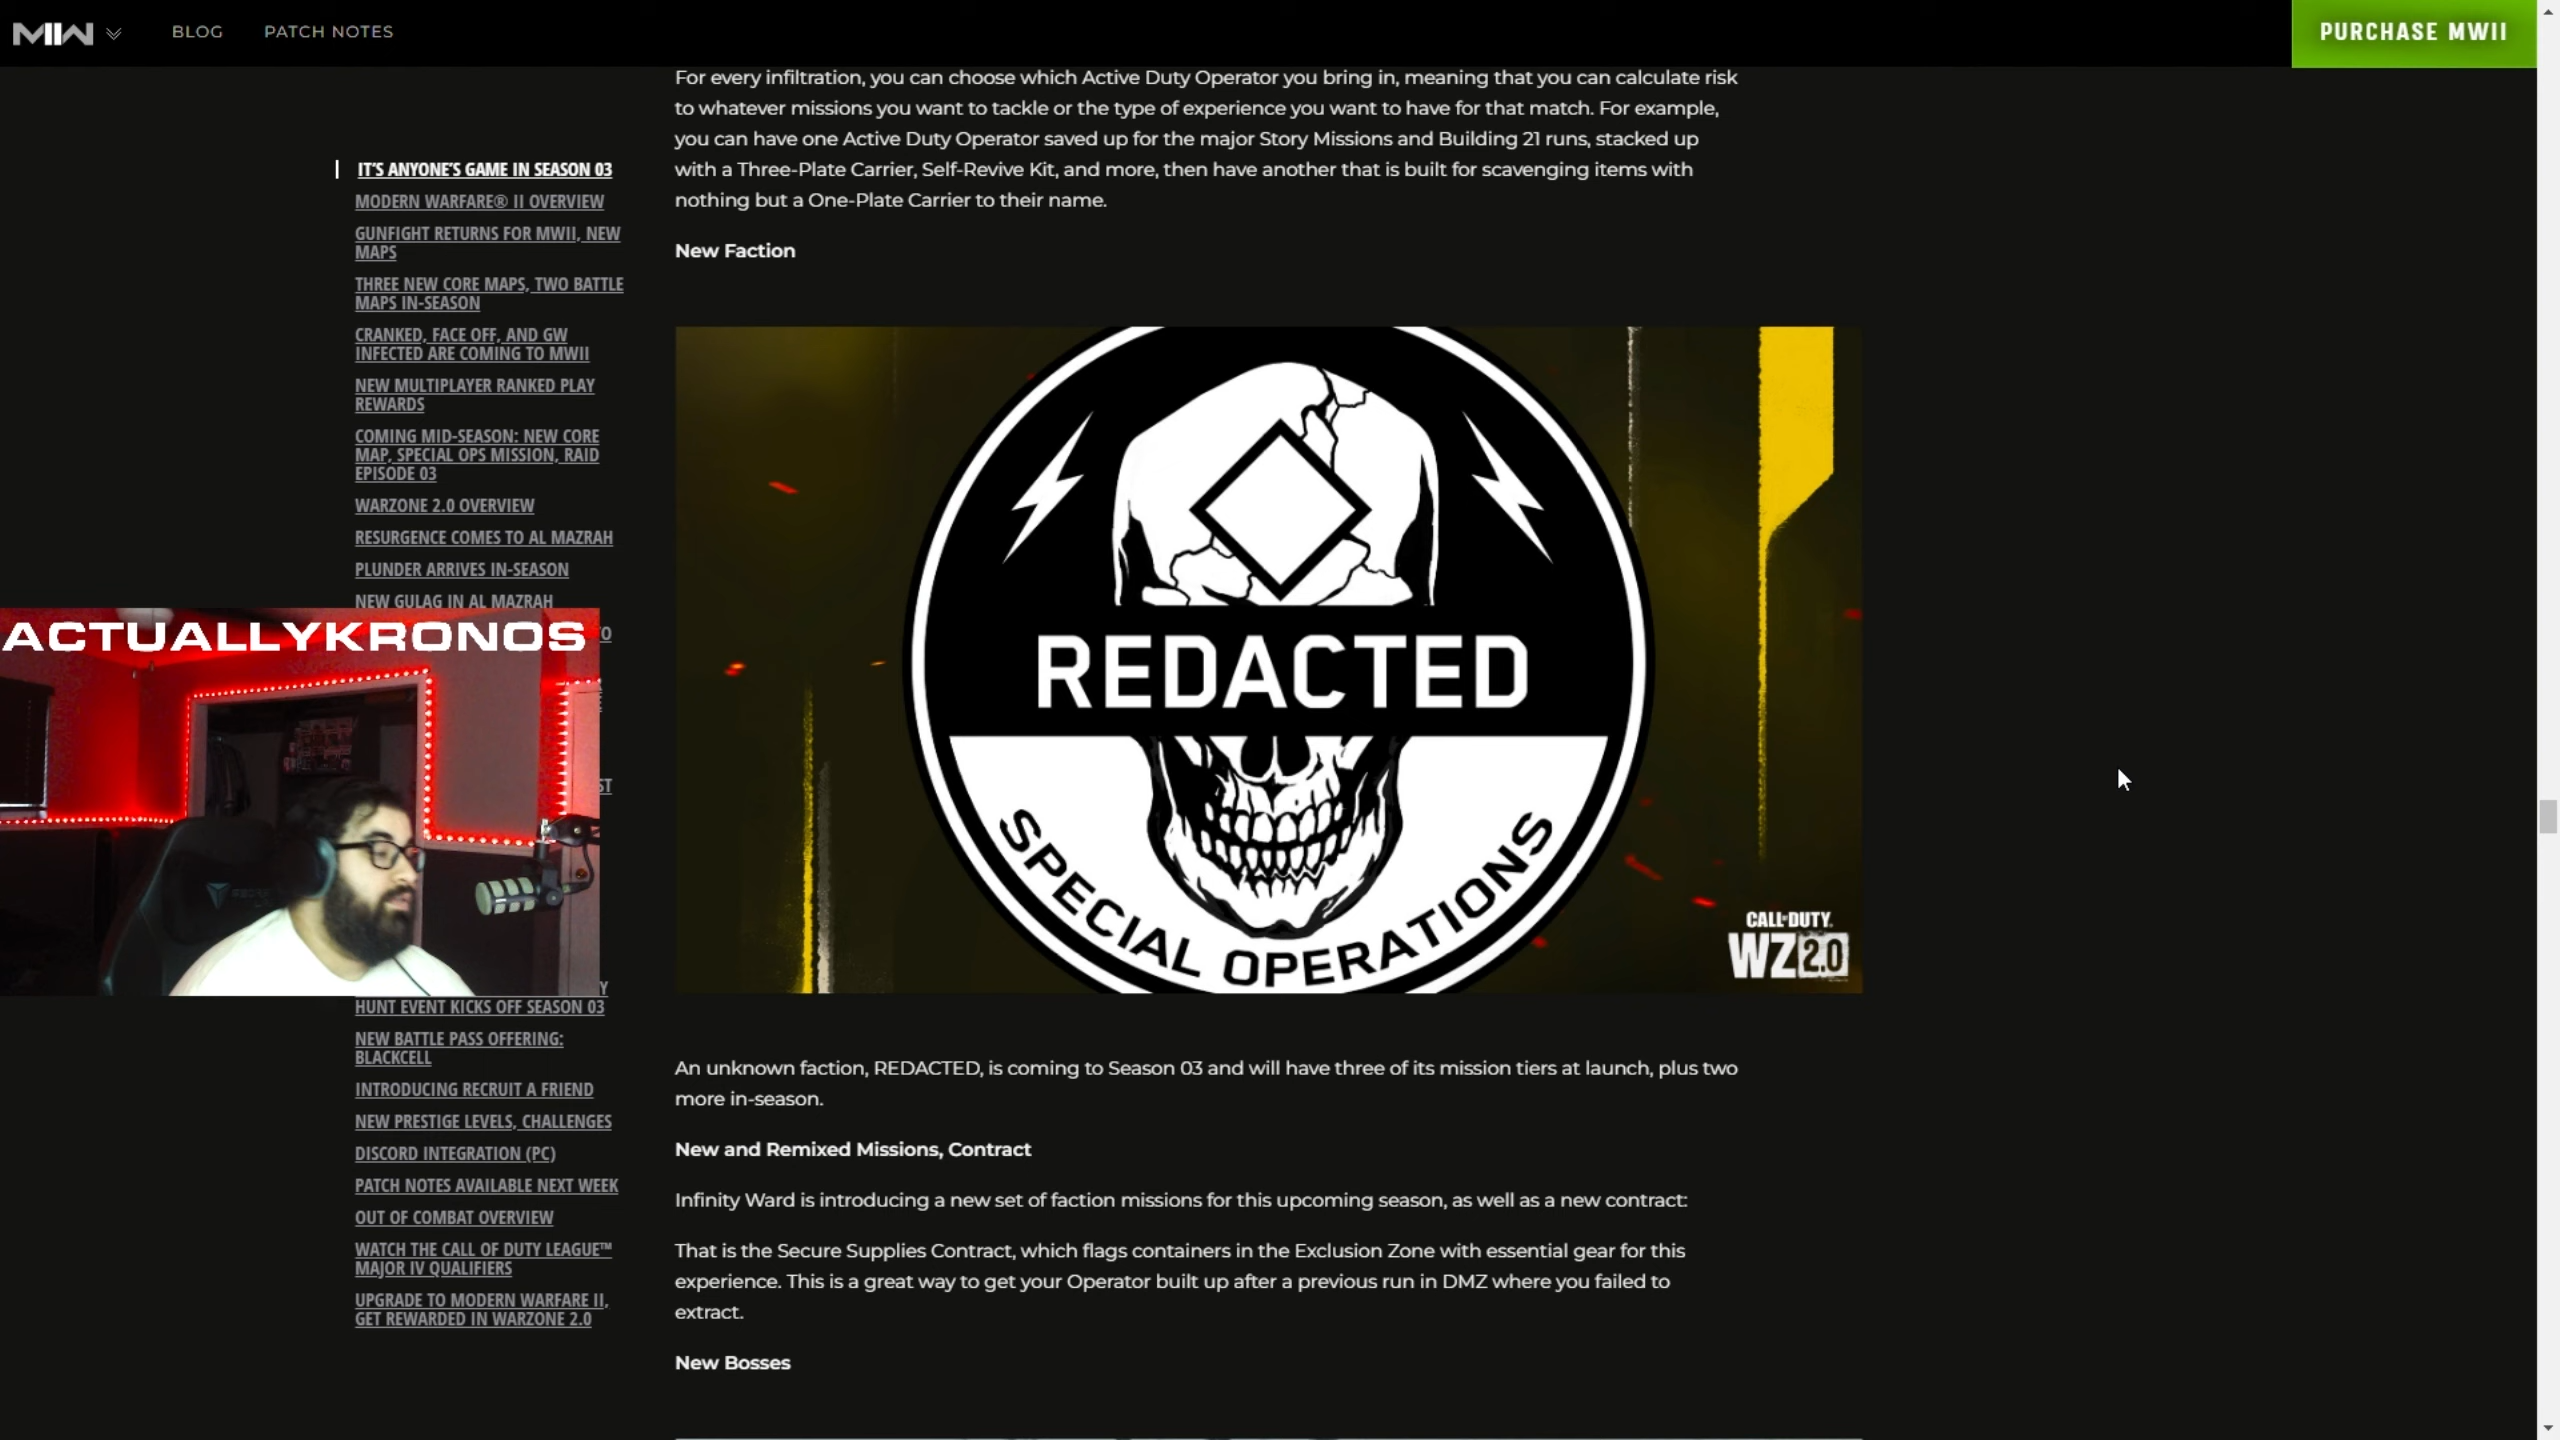 MIIW
BLOG
PATCH NOTES
PURCHASE MWII
IT'S ANYONE'S GAME IN SEASON 03
MODERN WARFARE® II OVERVIEW
GUNFIGHT RETURNS FOR MWII, NEW
MAPS
THREE NEW CORE MAPS, TWO BATTLE
MAPS IN-SEASON
CRANKED, FACE OFF, AND GW
INFECTED ARE COMING TO MWII
NEW MULTIPLAYER RANKED PLAY
REWARDS
COMING MID-SEASON: NEW CORE
MAP, SPECIAL OPS MISSION, RAID
EPISODE 03
WARZONE 2.0 OVERVIEW
RESURGENCE COMES TO AL MAZRAH
PLUNDER ARRIVES IN-SEASON
NEW GULAG IN AL MAZRAH
ACTUALLYKRONOS
HUNT EVENT KICKS OFF SEASON 03
NEW BATTLE PASS OFFERING:
BLACKCELL
INTRODUCING RECRUIT A FRIEND
NEW PRESTIGE LEVELS, CHALLENGES
DISCORD INTEGRATION (PC)
PATCH NOTES AVAILABLE NEXT WEEK
OUT OF COMBAT OVERVIEW
WATCH THE CALL OF DUTY LEAGUE™
MAJOR IV QUALIFIERS
UPGRADE TO MODERN WARFARE II,
GET REWARDED IN WARZONE 2.0
For every infiltration, you can choose which Active Duty Operator you bring in, meaning that you can calculate risk
to whatever missions you want to tackle or the type of experience you want to have for that match. For example,
you can have one Active Duty Operator saved up for the major Story Missions and Building 21 runs, stacked up
with a Three-Plate Carrier, Self-Revive Kit, and more, then have another that is built for scavenging items with
nothing but a One-Plate Carrier to their name.
New Faction
REDACTED
SPECIAL OPERATIONS
CALL OF DUTY
WZ 2.0
An unknown faction, REDACTED, is coming to Season 03 and will have three of its mission tiers at launch, plus two
more in-season.
New and Remixed Missions, Contract
Infinity Ward is introducing a new set of faction missions for this upcoming season, as well as a new contract:
That is the Secure Supplies Contract, which flags containers in the Exclusion Zone with essential gear for this
experience. This is a great way to get your Operator built up after a previous run in DMZ where you failed to
extract.
New Bosses